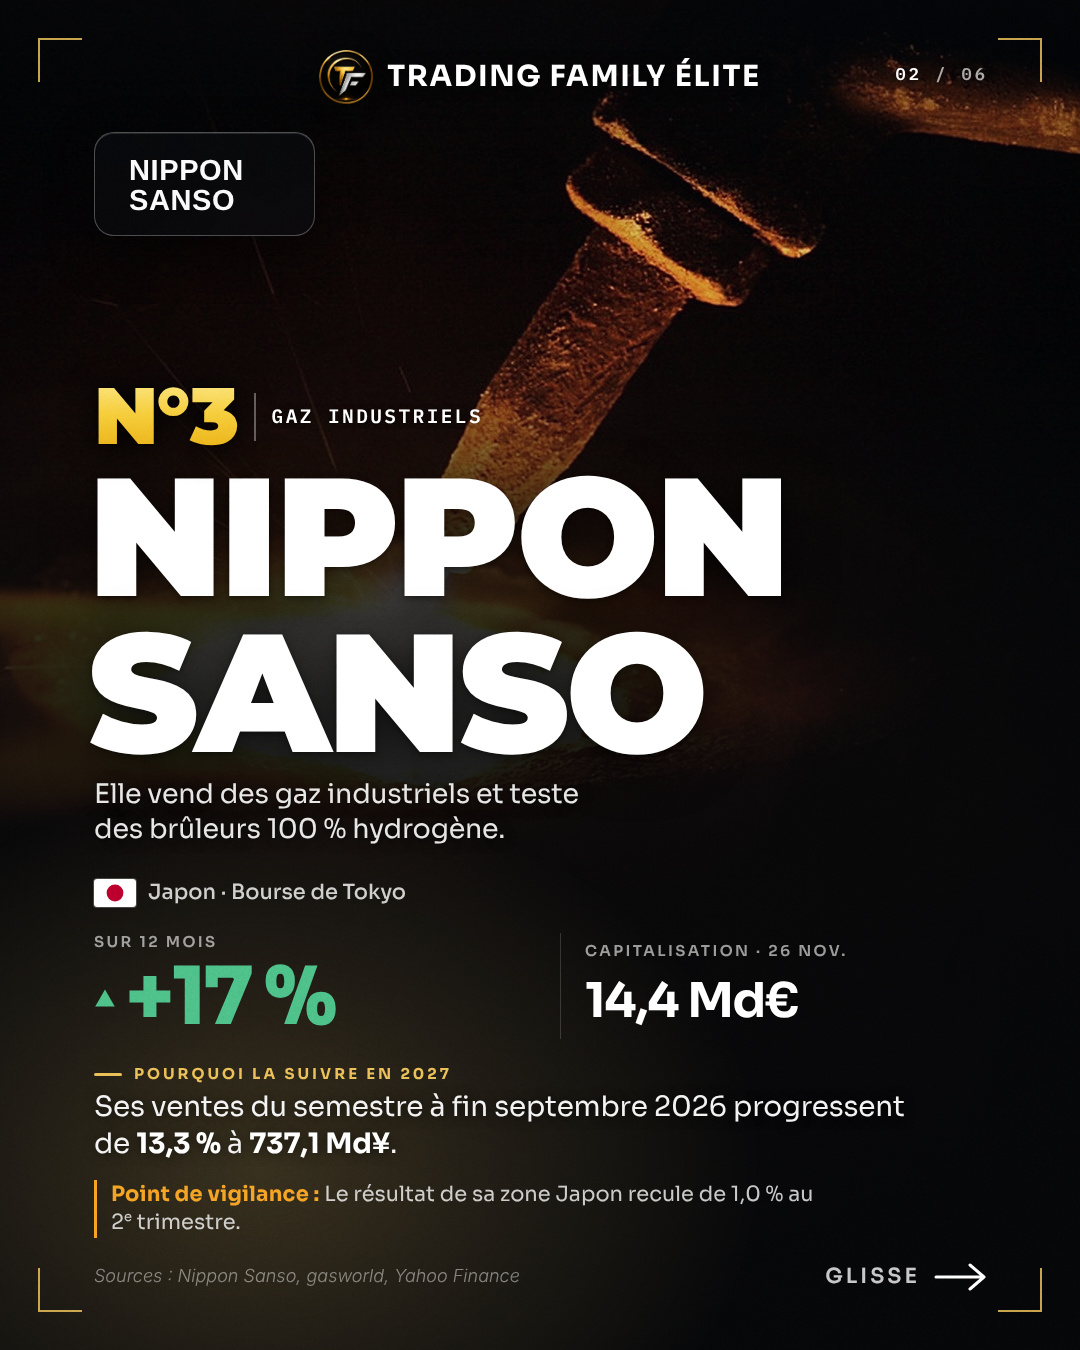 TRADING FAMILY ÉLITE
02 / 06
NIPPON
SANSO
N°3
GAZ INDUSTRIELS
NIPPON
SANSO
Elle vend des gaz industriels et teste
des brûleurs 100 % hydrogène.
Japon · Bourse de Tokyo
SUR 12 MOIS
+17 %
CAPITALISATION · 26 NOV.
14,4 Md€
POURQUOI LA SUIVRE EN 2027
Ses ventes du semestre à fin septembre 2026 progressent
de 13,3 % à 737,1 Md¥.
Point de vigilance : Le résultat de sa zone Japon recule de 1,0 % au
2ᵉ trimestre.
Sources : Nippon Sanso, gasworld, Yahoo Finance
GLISSE